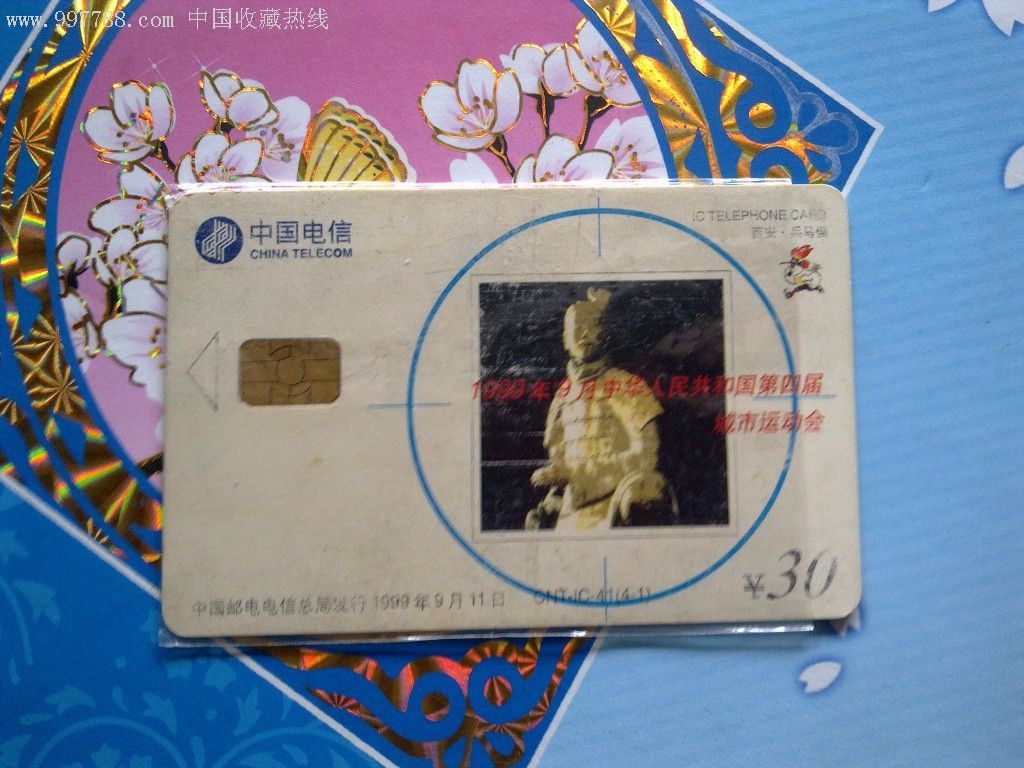 www.997788.com 中国收藏热线
中国电信
CHINA TELECOM
IC TELEPHONE CARD
西安·兵马俑
1999年9月中华人民共和国第四届
城市运动会
¥30
中国邮电电信总局发行 1999年9月11日 CNT-IC-41(4-1)